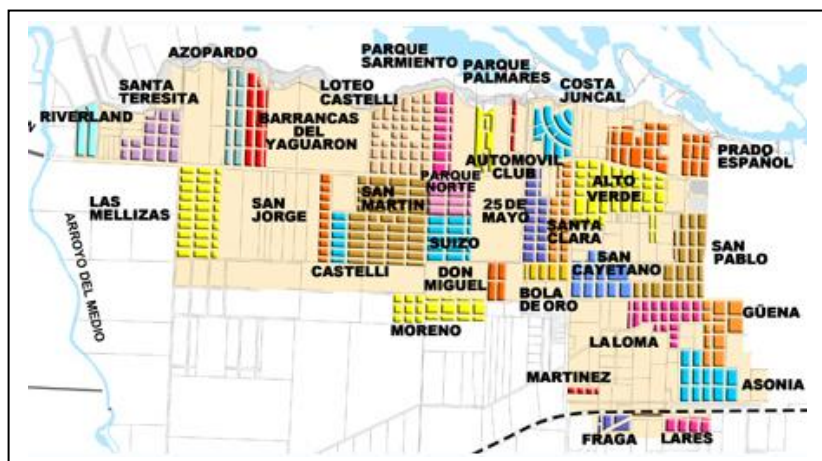 AZOPARDO
PARQUE
SARMIENTO
PARQUE
PALMARES
SANTA
TERESITA
LOTEO
CASTELLI
COSTA
JUNCAL
RIVERLAND
BARRANCAS
DEL
YAGUARON
AUTOMOVIL
CLUB
PRADO
ESPAÑOL
LAS
MELLIZAS
SAN
JORGE
SAN
MARTIN
PARQUE
NORTE
25 DE
MAYO
ALTO
VERDE
SANTA
CLARA
SUIZO
SAN
CAYETANO
SAN
PABLO
ARROYO DEL MEDIO
CASTELLI
DON
MIGUEL
BOLA
DE ORO
MORENO
GÜENA
LA LOMA
MARTINEZ
ASONIA
FRAGA
LARES